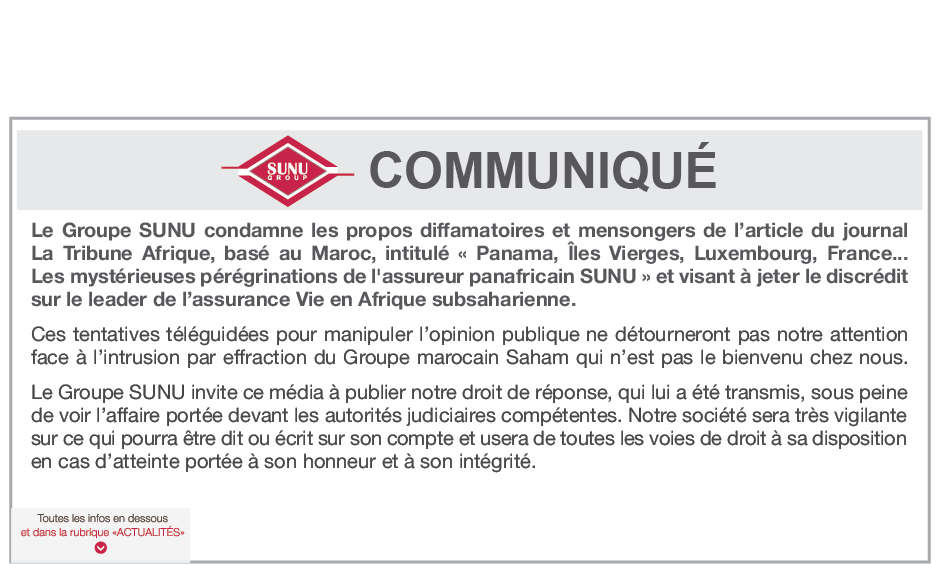 SUNU
GROUP
COMMUNIQUÉ
Le Groupe SUNU condamne les propos diffamatoires et mensongers de l’article du journal
La Tribune Afrique, basé au Maroc, intitulé « Panama, Îles Vierges, Luxembourg, France...
Les mystérieuses pérégrinations de l'assureur panafricain SUNU » et visant à jeter le discrédit
sur le leader de l’assurance Vie en Afrique subsaharienne.
Ces tentatives téléguidées pour manipuler l’opinion publique ne détourneront pas notre attention
face à l’intrusion par effraction du Groupe marocain Saham qui n’est pas le bienvenu chez nous.
Le Groupe SUNU invite ce média à publier notre droit de réponse, qui lui a été transmis, sous peine
de voir l’affaire portée devant les autorités judiciaires compétentes. Notre société sera très vigilante
sur ce qui pourra être dit ou écrit sur son compte et usera de toutes les voies de droit à sa disposition
en cas d’atteinte portée à son honneur et à son intégrité.
Toutes les infos en dessous
et dans la rubrique «ACTUALITÉS»